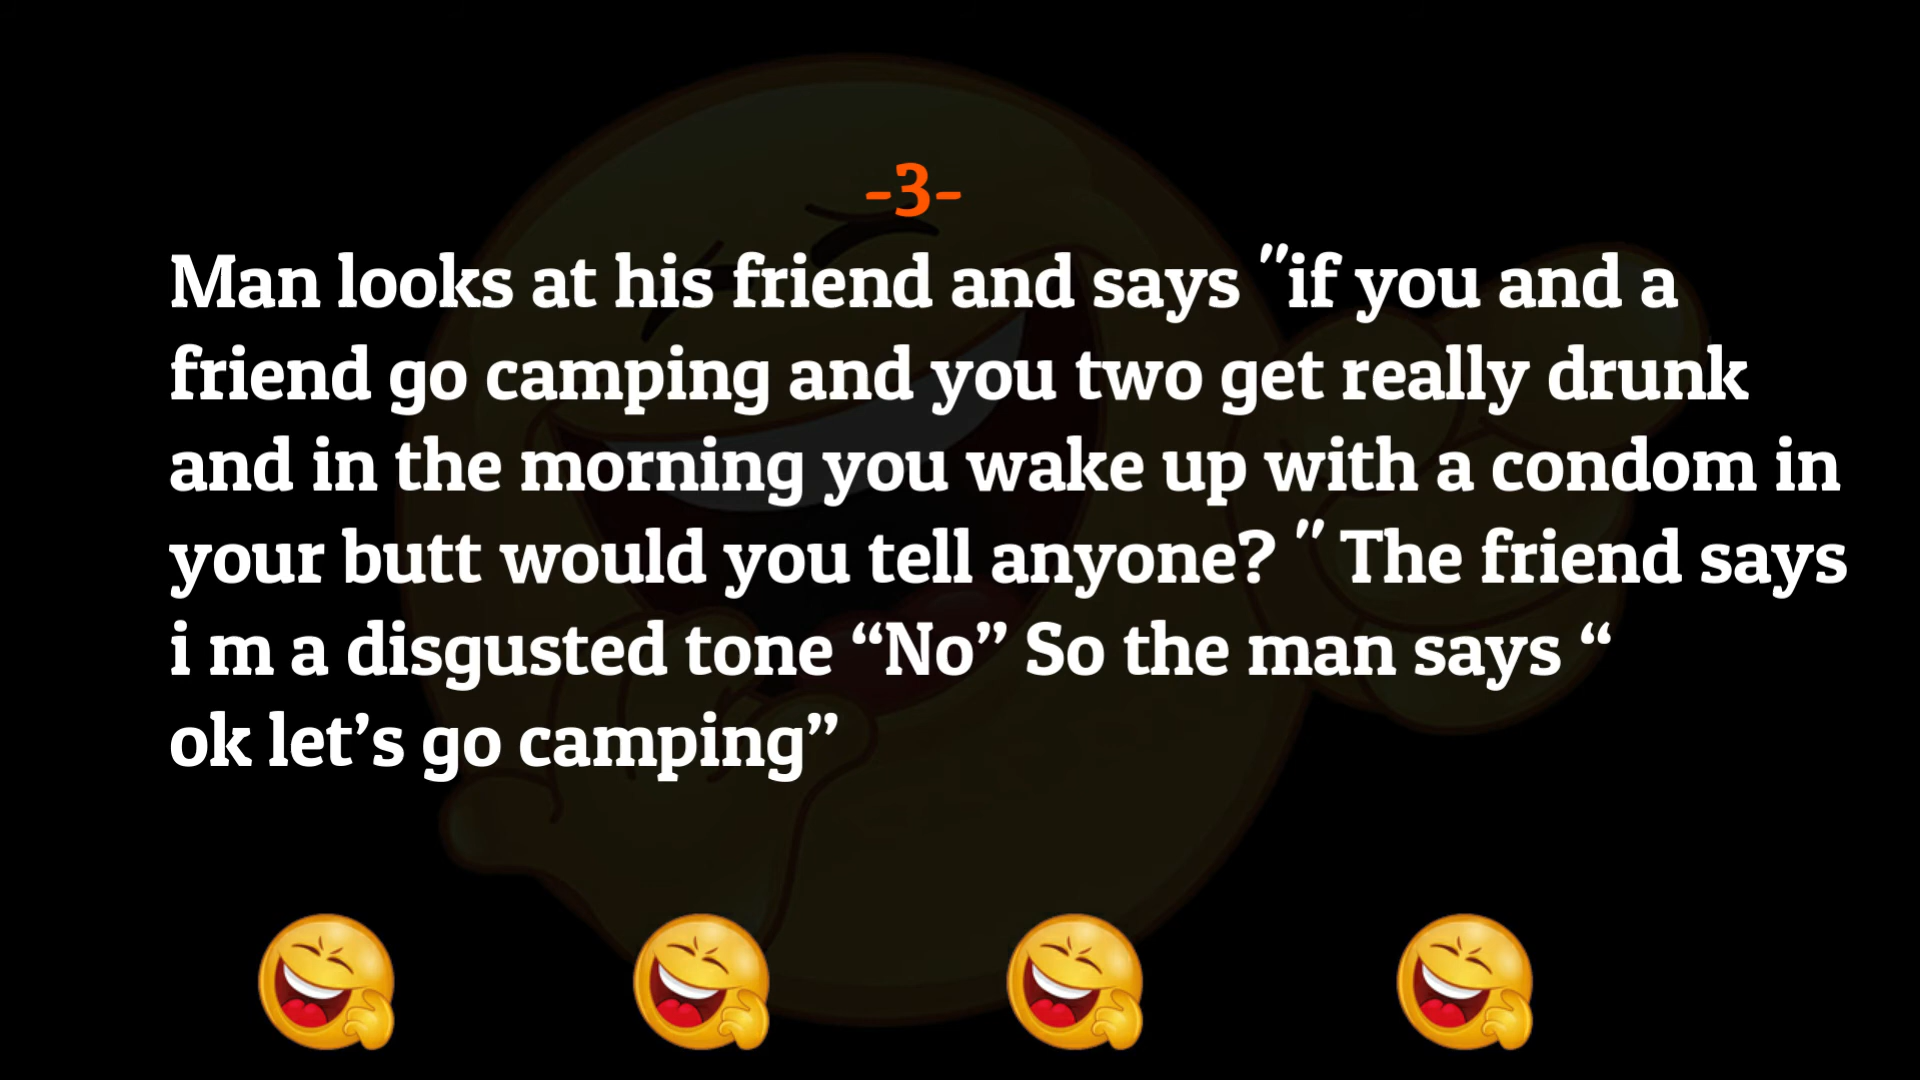 -3-
Man looks at his friend and says "if you and a
friend go camping and you two get really drunk
and in the morning you wake up with a condom in
your butt would you tell anyone? " The friend says
i m a disgusted tone “No” So the man says “
ok let’s go camping”